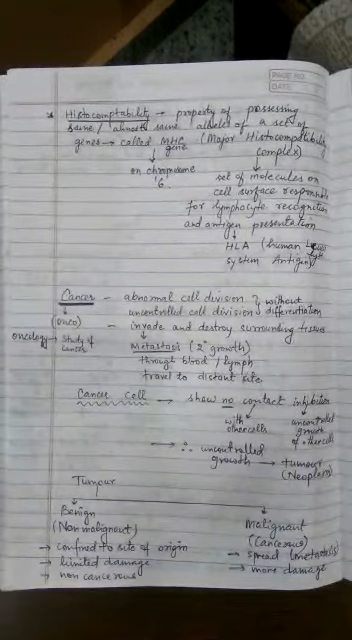 PAGE NO.
DATE
Histocomptability → property of possessing
same / almost same alleles of a set of
genes → called MHC (Major Histocompatibility
gene complex)
on chromosome set of molecules on
'6'. cell surface responsible
for lymphocyte recognition
and antigen presentation
HLA (human
system Antigen)
Cancer - abnormal cell division } without
uncontrolled cell division } differentiation
(onco) - invade and destroy surrounding tissues
oncology → study of cancer
Metastasis (2° growth)
through blood / lymph
travel to distant site.
Cancer cell → show no contact inhibition
with other cells
uncontrolled growth of other cells
→ ∴ uncontrolled growth → tumour (Neoplasm)
Tumour
Benign Malignant
(Non malignant) (Cancerous)
→ confined to site of origin → spread (metastasis)
→ limited damage → more damage
→ non cancerous